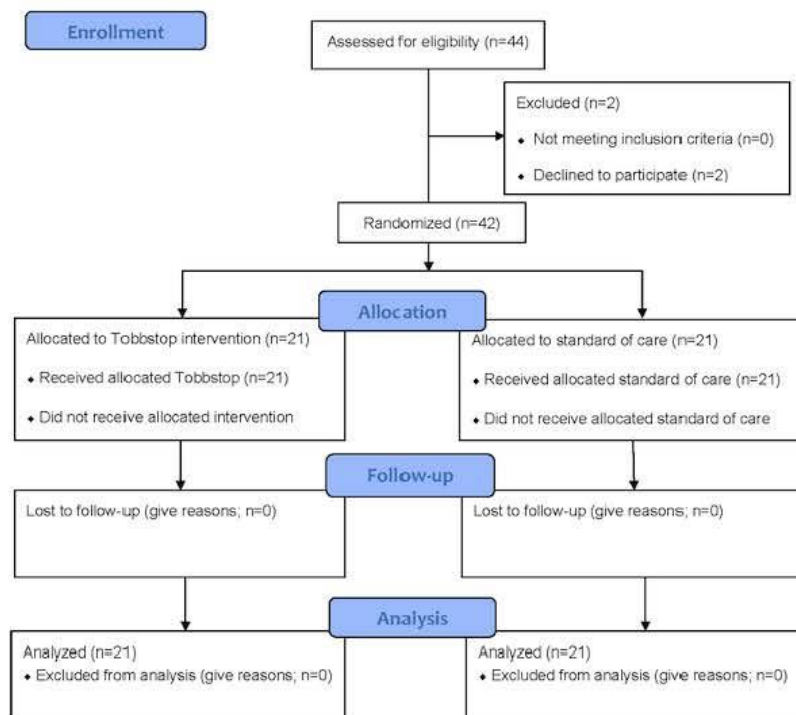 Enrollment
Assessed for eligibility (n=44)
Excluded (n=2)
⬥ Not meeting inclusion criteria (n=0)
⬥ Declined to participate (n=2)
Randomized (n=42)
Allocation
Allocated to Tobbstop intervention (n=21)
⬥ Received allocated Tobbstop (n=21)
⬥ Did not receive allocated intervention
Allocated to standard of care (n=21)
⬥ Received allocated standard of care (n=21)
⬥ Did not receive allocated standard of care
Follow-up
Lost to follow-up (give reasons; n=0)
Lost to follow-up (give reasons; n=0)
Analysis
Analyzed (n=21)
⬥ Excluded from analysis (give reasons; n=0)
Analyzed (n=21)
⬥ Excluded from analysis (give reasons; n=0)